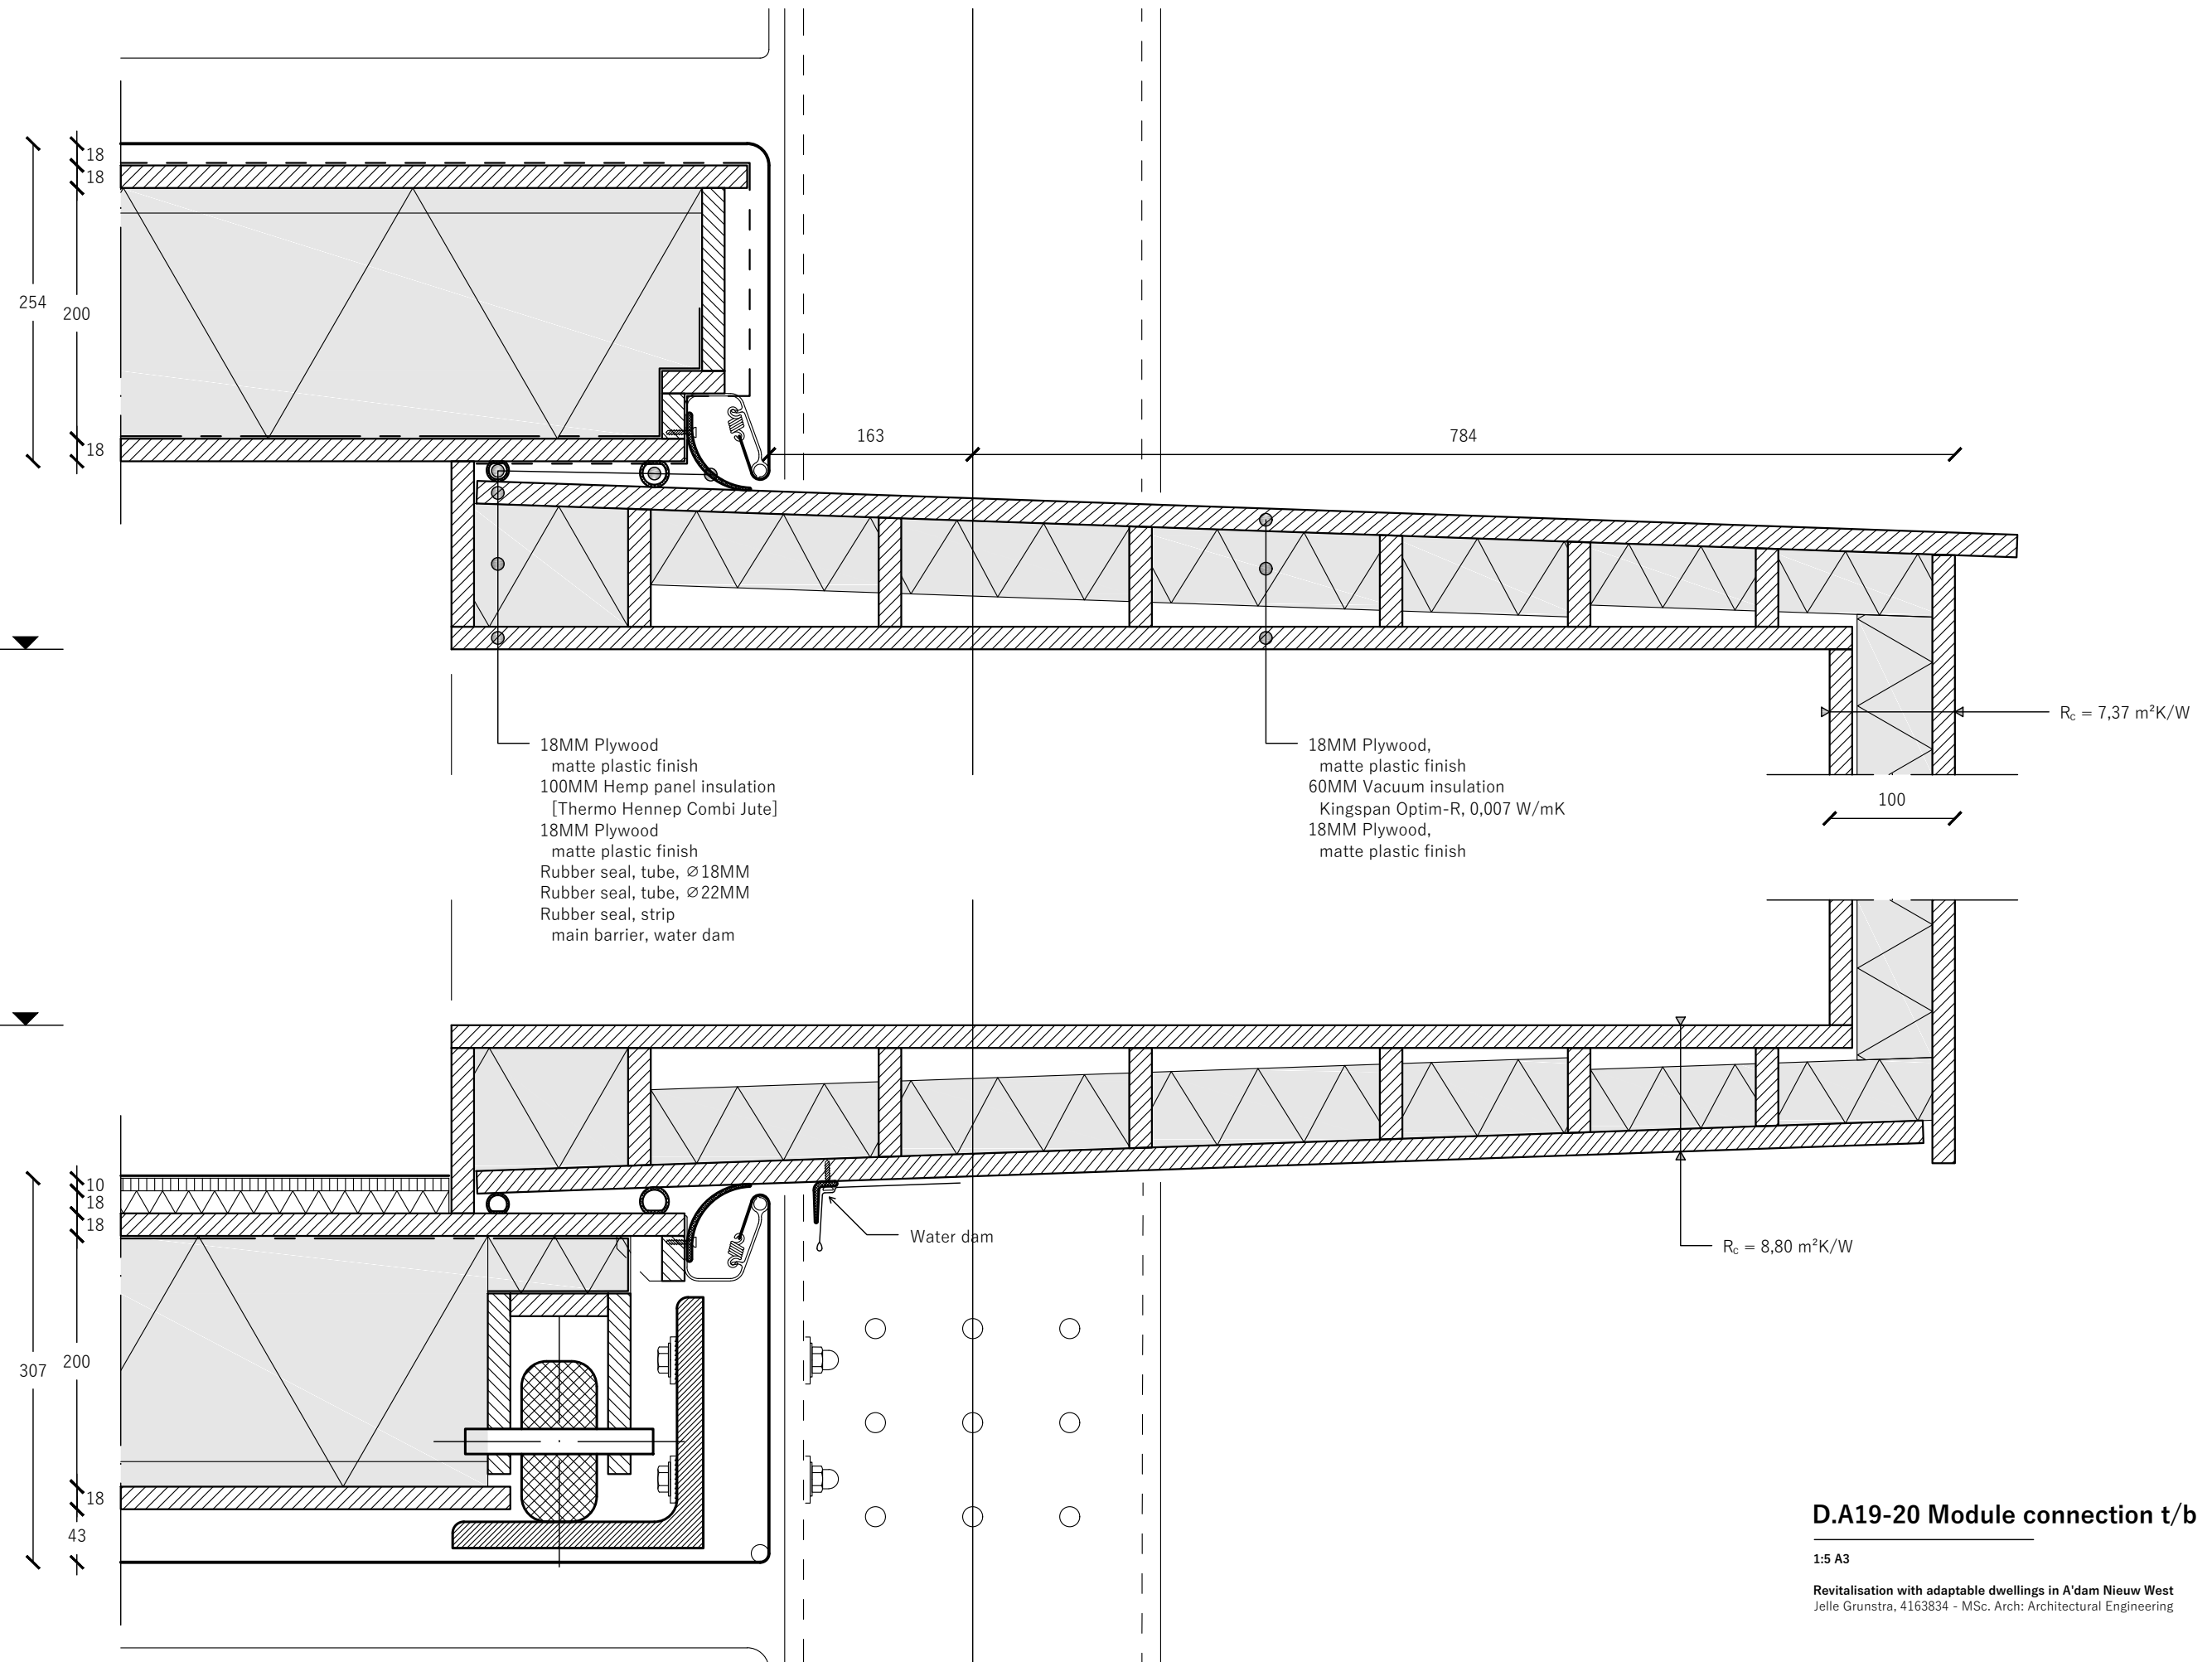 18
18
254
200
18
163
784
18MM Plywood
matte plastic finish
100MM Hemp panel insulation
[Thermo Hennep Combi Jute]
18MM Plywood
matte plastic finish
Rubber seal, tube, ∅18MM
Rubber seal, tube, ∅22MM
Rubber seal, strip
main barrier, water dam
18MM Plywood,
matte plastic finish
60MM Vacuum insulation
Kingspan Optim-R, 0,007 W/mK
18MM Plywood,
matte plastic finish
R꜀ = 7,37 m²K/W
100
10
18
18
307
200
18
43
Water dam
R꜀ = 8,80 m²K/W
D.A19-20 Module connection t/b
1:5 A3
Revitalisation with adaptable dwellings in A'dam Nieuw West
Jelle Grunstra, 4163834 - MSc. Arch: Architectural Engineering